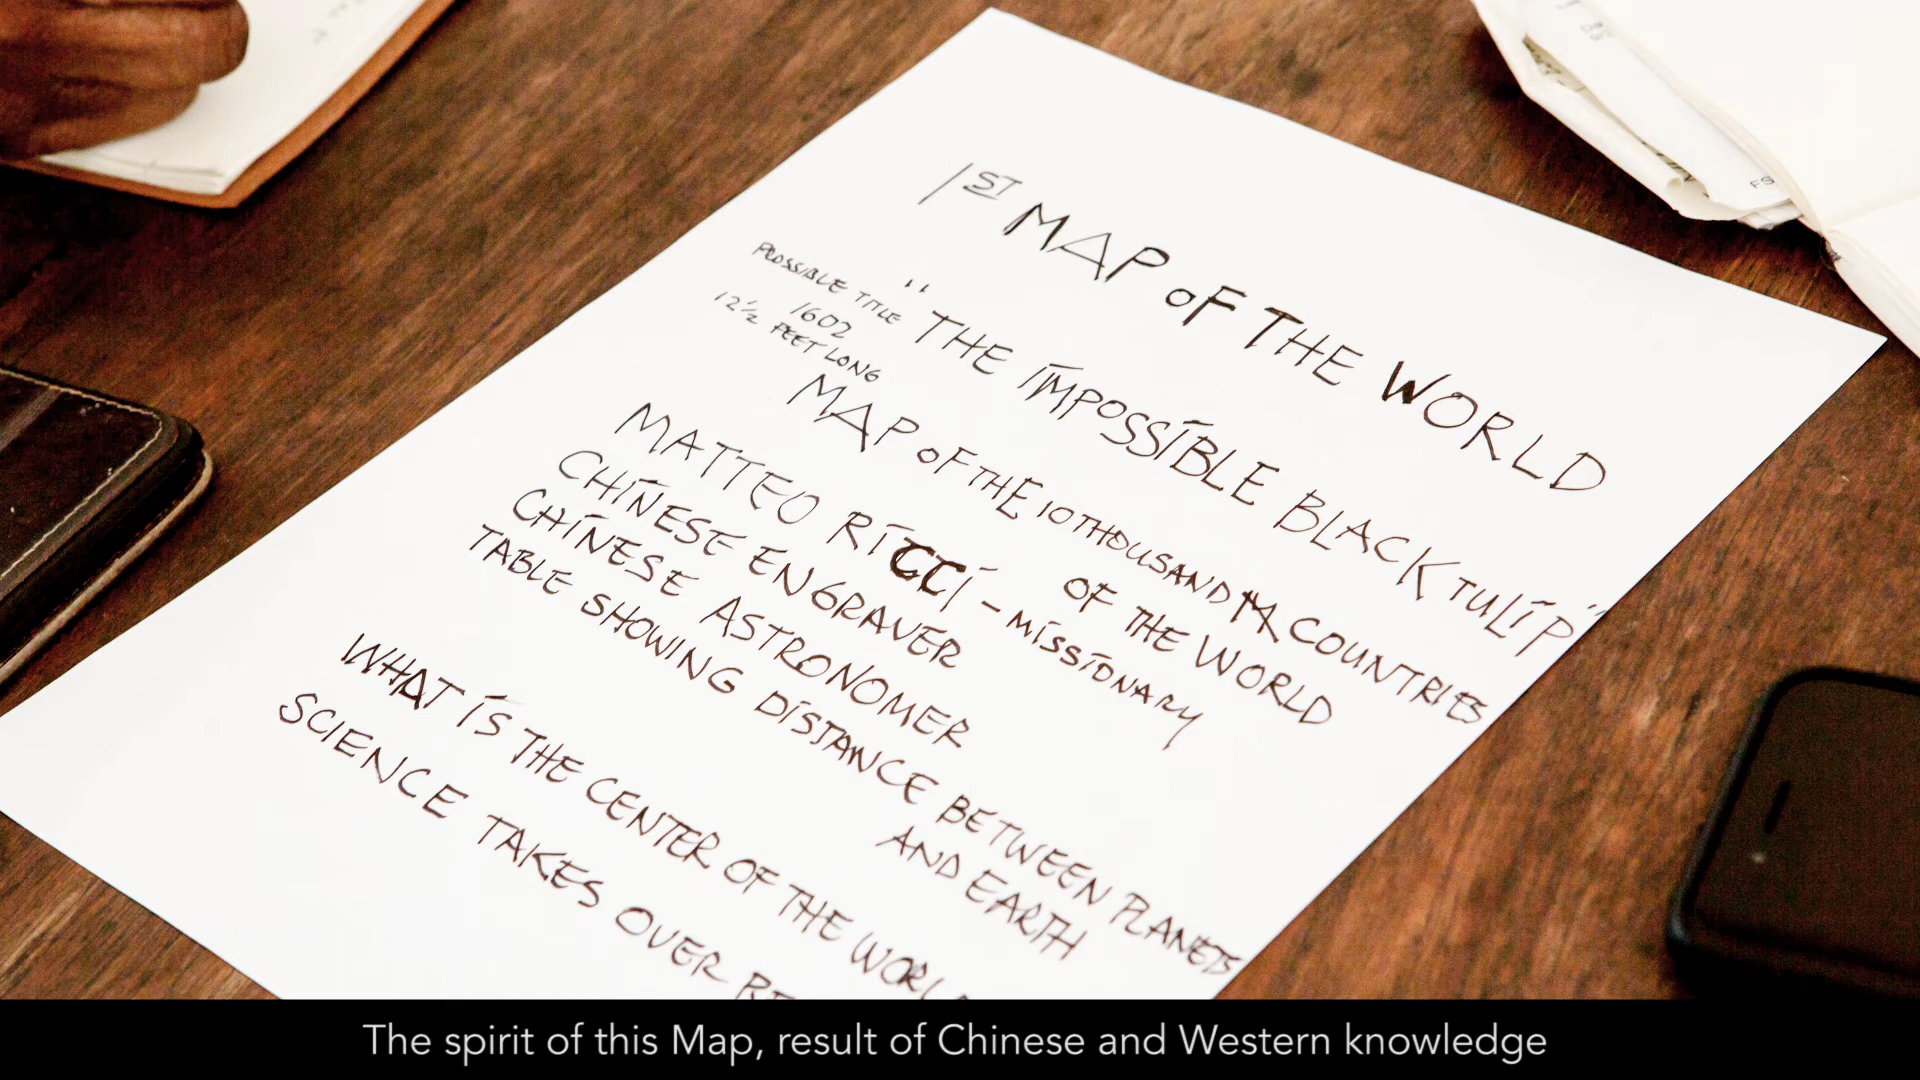 1ST MAP OF THE WORLD
POSSIBLE TITLE "THE IMPOSSIBLE BLACK TULIP"
1602
12 1/2 FEET LONG
MAP OF THE 10 THOUSAND COUNTRIES
OF THE WORLD
MATTEO RICCI - MISSIONARY
CHINESE ENGRAVER
CHINESE ASTRONOMER
TABLE SHOWING DISTANCE BETWEEN PLANETS
AND EARTH
WHAT IS THE CENTER OF THE WORL
SCIENCE TAKES OVER
The spirit of this Map, result of Chinese and Western knowledge